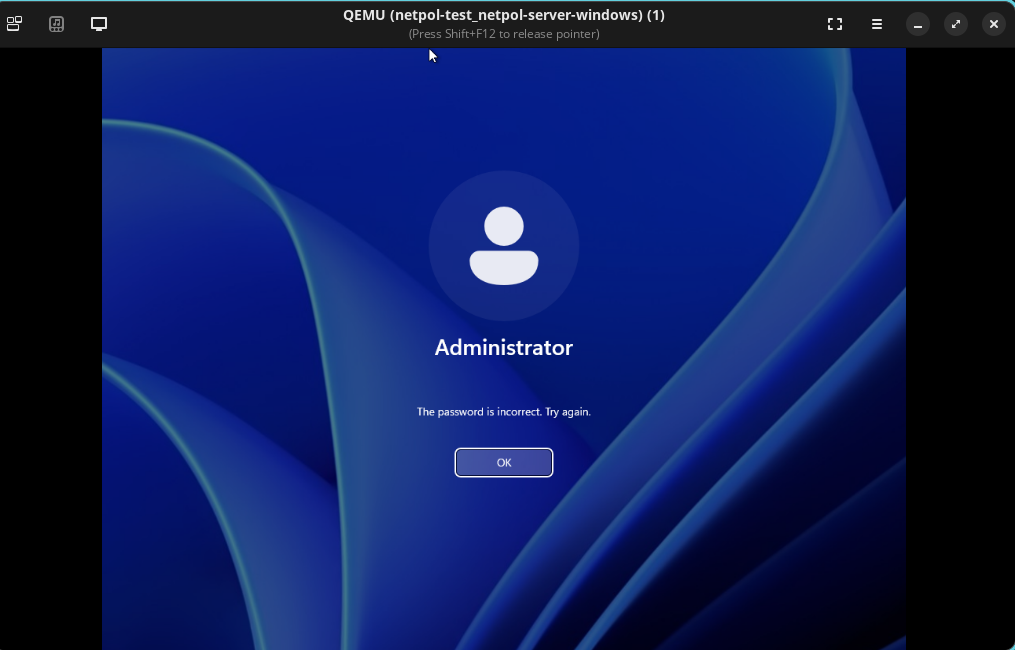 QEMU (netpol-test_netpol-server-windows) (1)
(Press Shift+F12 to release pointer)
Administrator
The password is incorrect. Try again.
OK